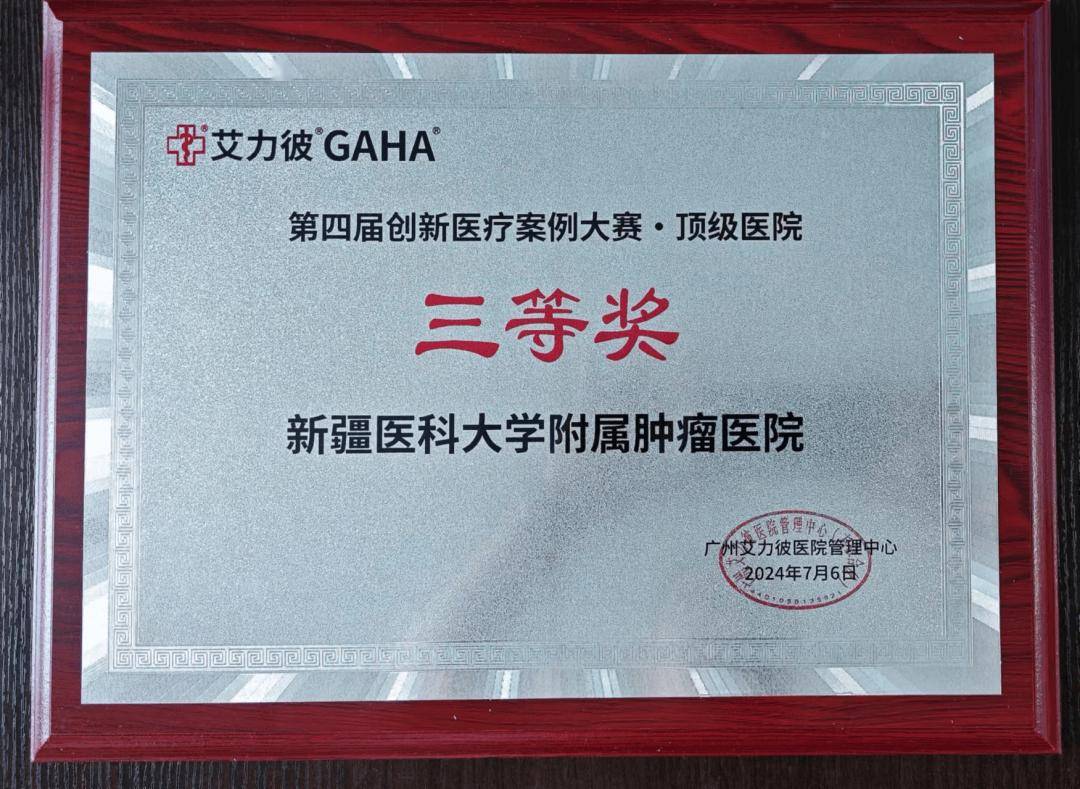 艾力彼®GAHA®
第四届创新医疗案例大赛·顶级医院
三等奖
新疆医科大学附属肿瘤医院
广州艾力彼医院管理中心
2024年7月6日